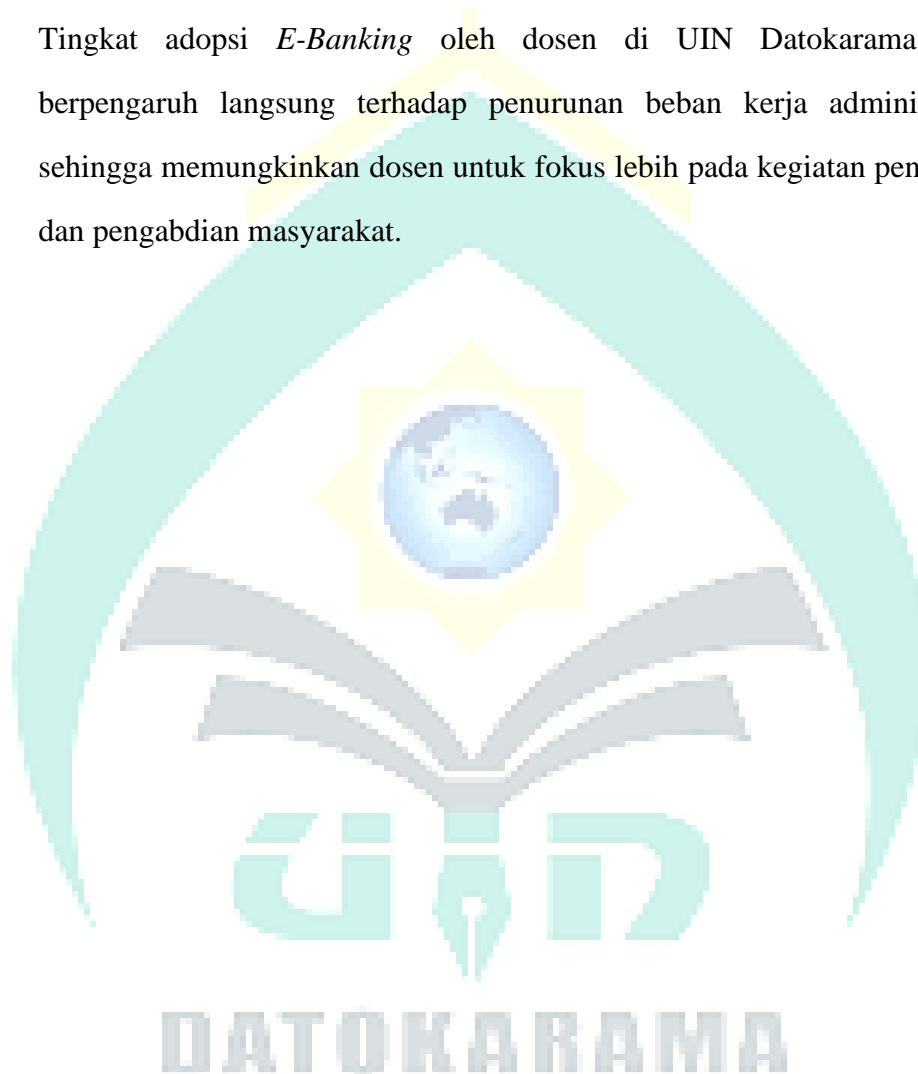 Tingkat adopsi E-Banking oleh dosen di UIN Datokarama
berpengaruh langsung terhadap penurunan beban kerja admini
sehingga memungkinkan dosen untuk fokus lebih pada kegiatan pen
dan pengabdian masyarakat.
UIN
DATOKARAMA